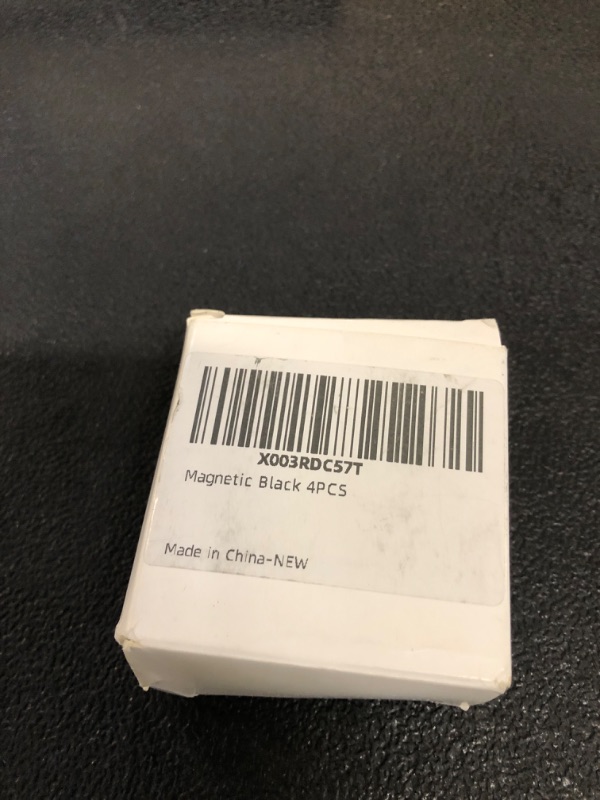 X003RDC57T
Magnetic Black 4PCS
Made in China-NEW